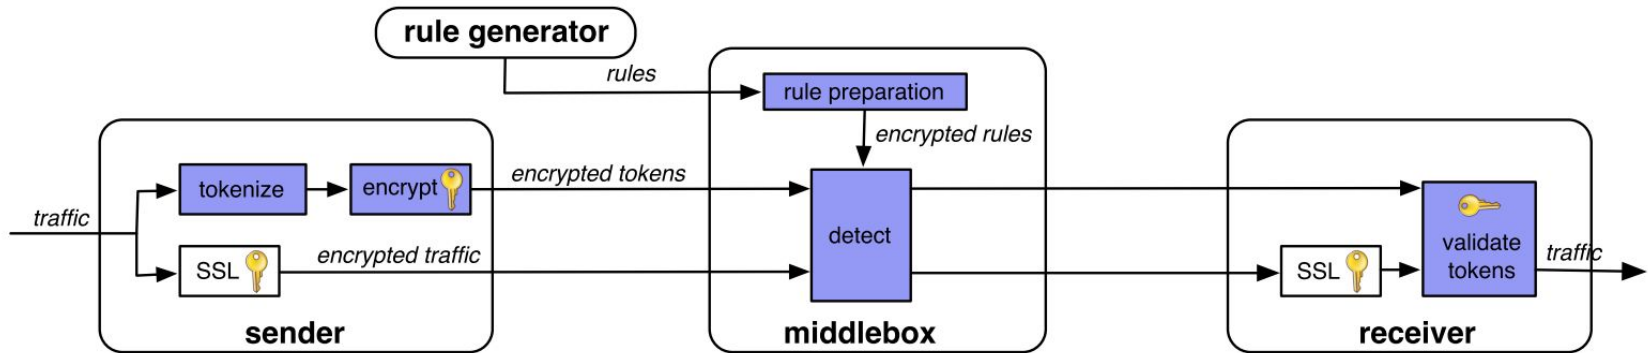 rule generator
rules
rule preparation
encrypted rules
traffic
tokenize
encrypt
encrypted tokens
SSL
encrypted traffic
detect
SSL
validate
tokens
traffic
sender
middlebox
receiver